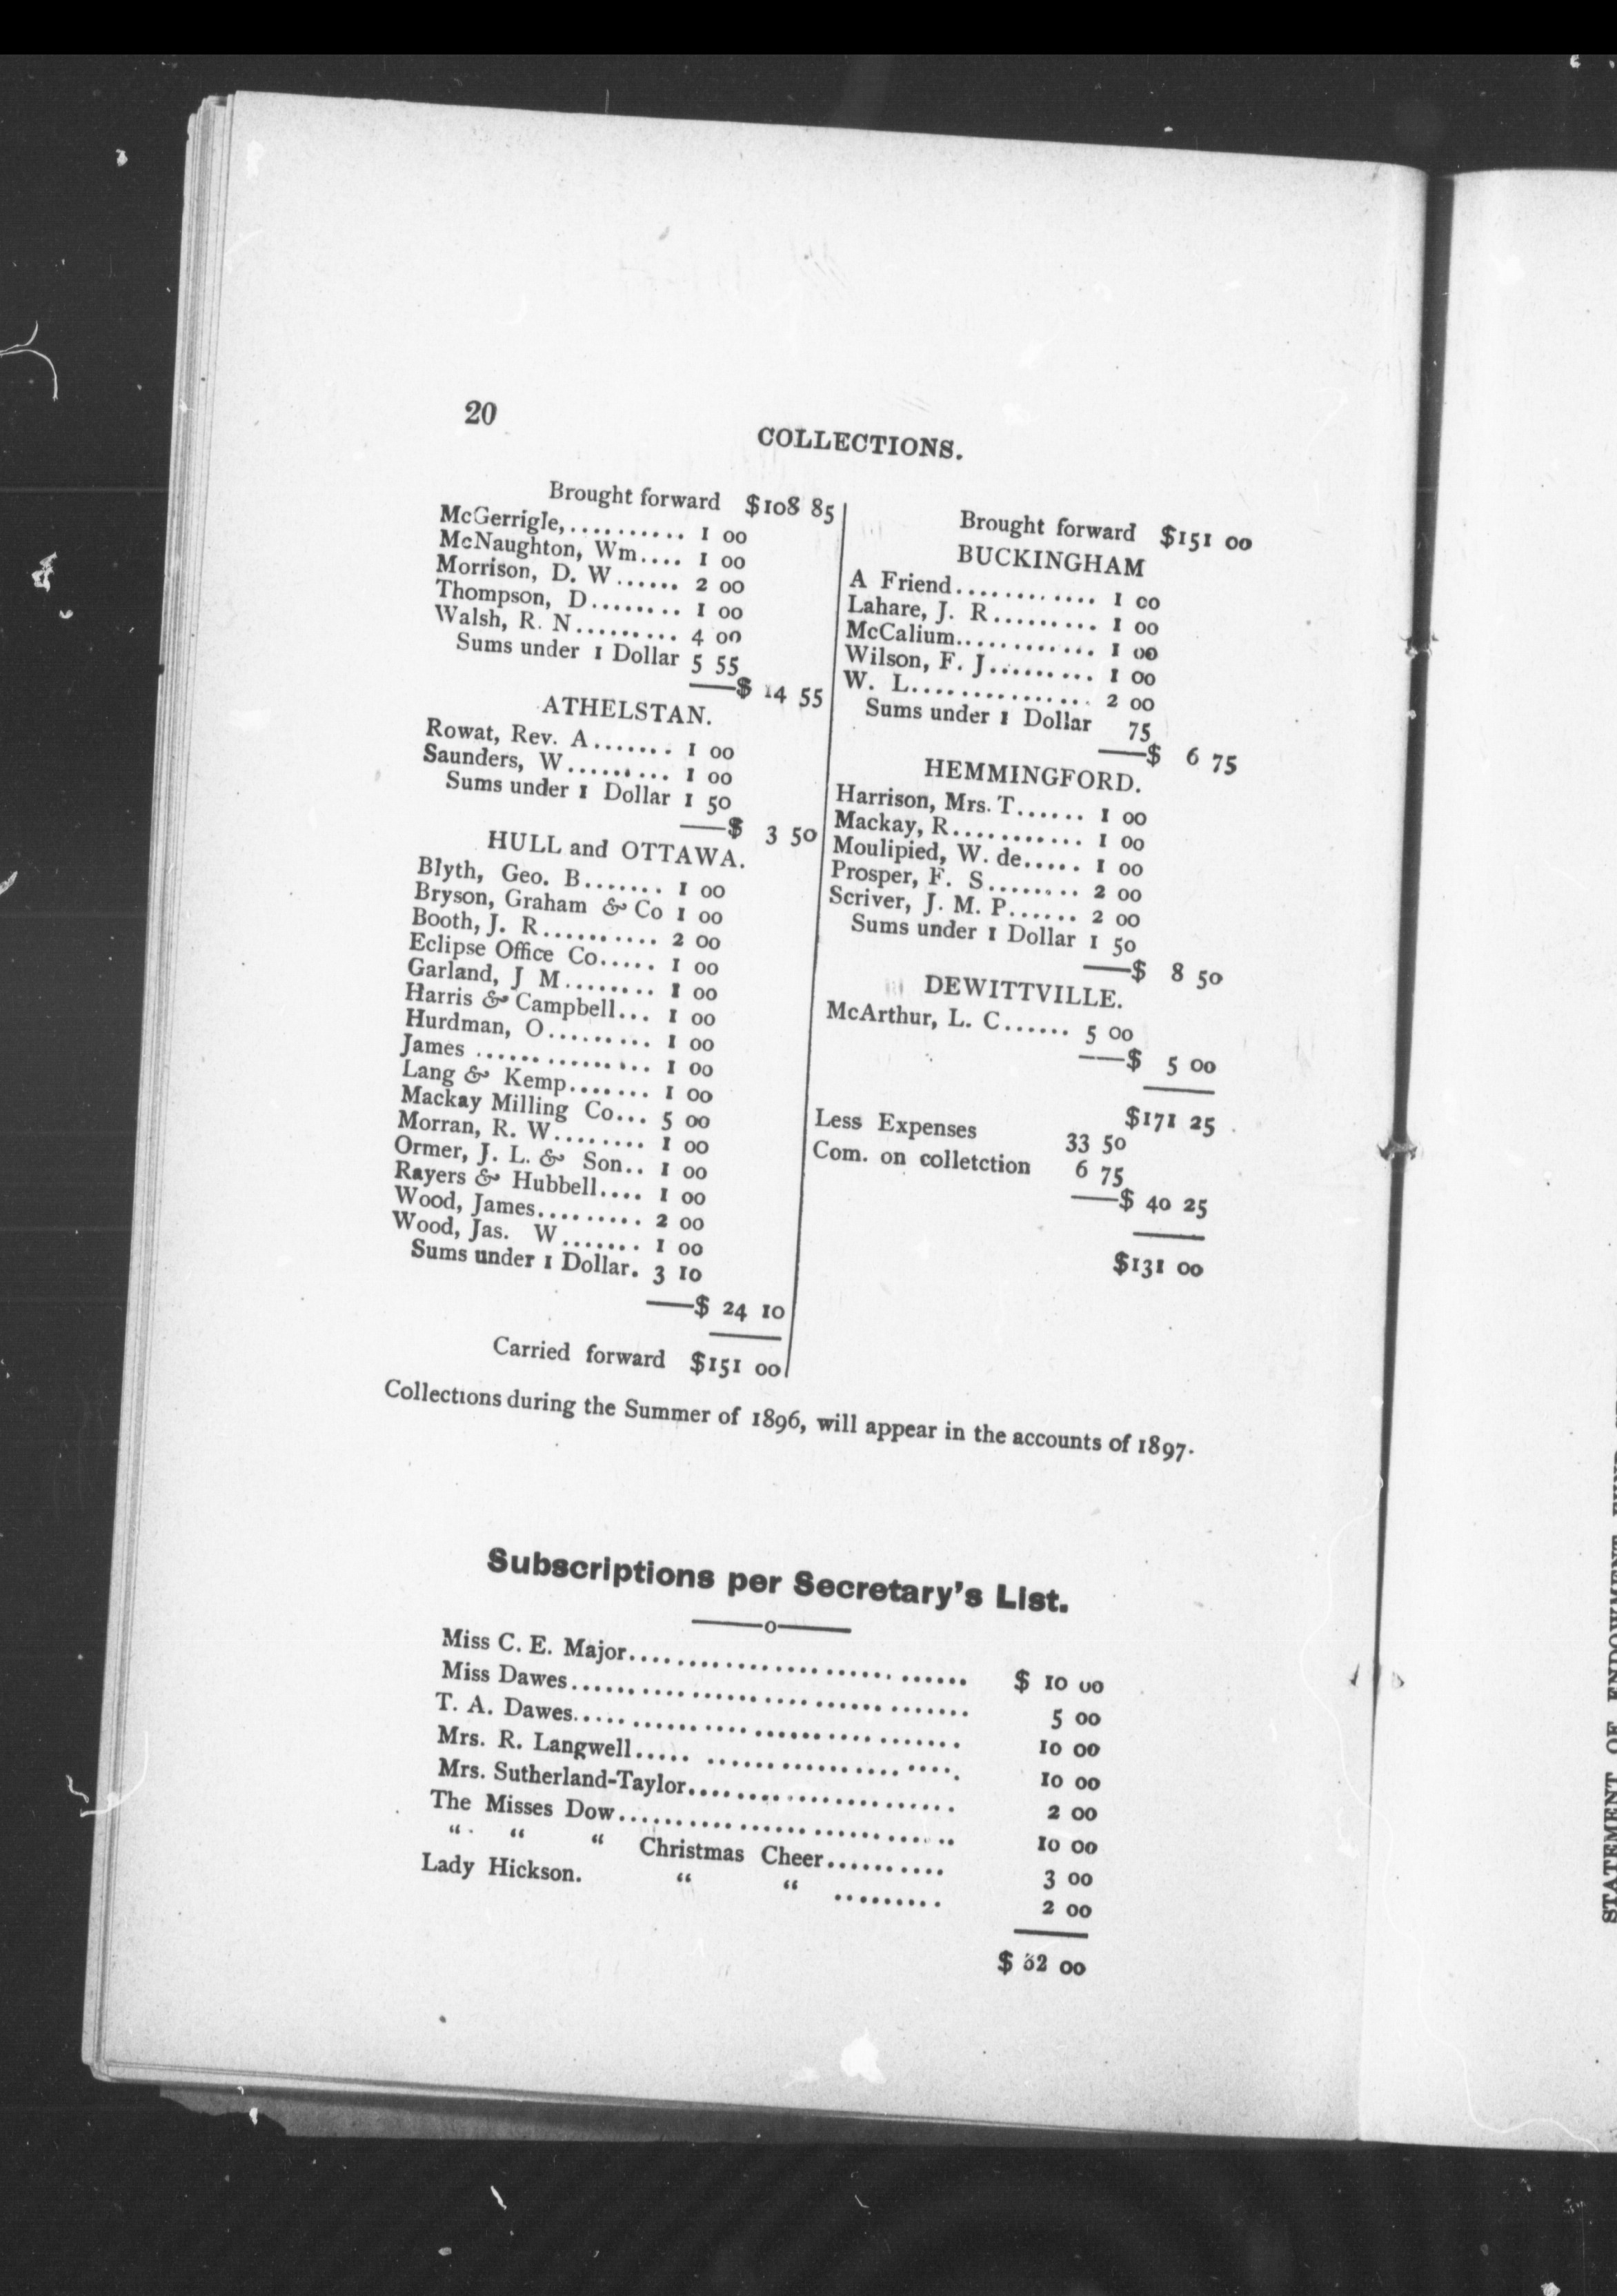 20
COLLECTIONS.
Brought forward $108 85
McGerrigle,.......... 1 00
McNaughton, Wm.... 1 00
Morrison, D. W...... 2 00
Thompson, D........ 1 00
Walsh, R. N......... 4 00
Sums under 1 Dollar 5 55
——$ 14 55
ATHELSTAN.
Rowat, Rev. A....... 1 00
Saunders, W......... 1 00
Sums under 1 Dollar 1 50
——$ 3 50
HULL and OTTAWA.
Blyth, Geo. B....... 1 00
Bryson, Graham & Co 1 00
Booth, J. R.......... 2 00
Eclipse Office Co..... 1 00
Garland, J M........ 1 00
Harris & Campbell... 1 00
Hurdman, O......... 1 00
James ............... 1 00
Lang & Kemp....... 1 00
Mackay Milling Co... 5 00
Morran, R. W........ 1 00
Ormer, J. L. & Son.. 1 00
Rayers & Hubbell.... 1 00
Wood, James......... 2 00
Wood, Jas. W....... 1 00
Sums under 1 Dollar. 3 10
——$ 24 10
Carried forward $151 00
Brought forward $151 00
BUCKINGHAM
A Friend............ 1 00
Lahare, J. R......... 1 00
McCalium............ 1 00
Wilson, F. J......... 1 00
W. L............... 2 00
Sums under 1 Dollar 75
——$ 6 75
HEMMINGFORD.
Harrison, Mrs. T...... 1 00
Mackay, R........... 1 00
Moulipied, W. de..... 1 00
Prosper, F. S........ 2 00
Scriver, J. M. P...... 2 00
Sums under 1 Dollar 1 50
——$ 8 50
DEWITTVILLE.
McArthur, L. C...... 5 00
——$ 5 00
$171 25
Less Expenses 33 50
Com. on colletction 6 75
——$ 40 25
$131 00
Collections during the Summer of 1896, will appear in the accounts of 1897.
Subscriptions per Secretary's List.
——o——
Miss C. E. Major............................ $ 10 00
Miss Dawes................................. 5 00
T. A. Dawes................................ 10 00
Mrs. R. Langwell..... ..................... 10 00
Mrs. Sutherland-Taylor...................... 2 00
The Misses Dow............................ 10 00
“ “ “ Christmas Cheer.......... 3 00
Lady Hickson. “ “ ......... 2 00
$ 32 00
STATEMENT OF ENDOWMENT